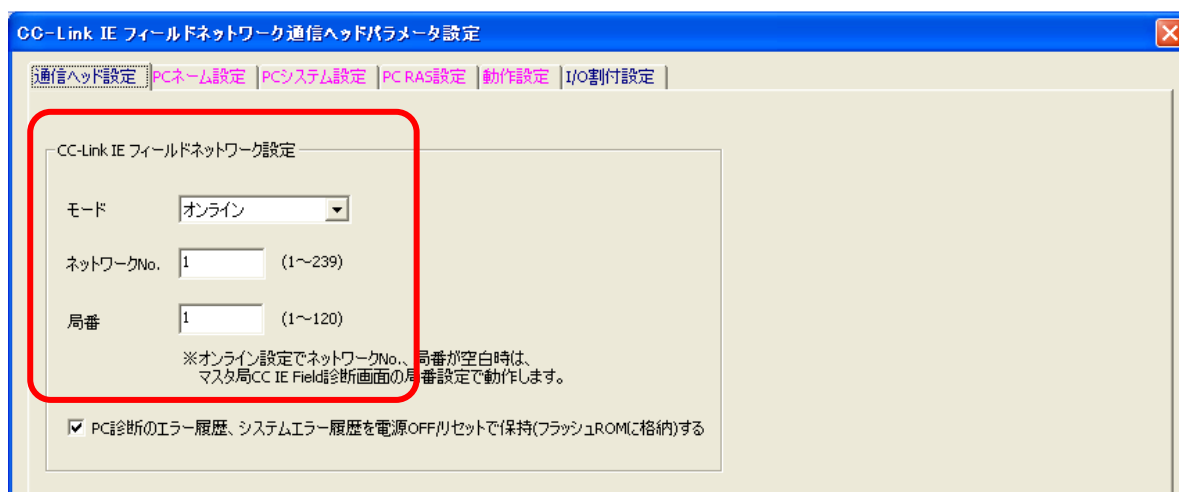 CC-Link IE フィールドネットワーク通信ヘッドパラメータ設定
通信ヘッド設定 PCネーム設定 PCシステム設定 PC RAS設定 動作設定 I/O割付設定
CC-Link IE フィールドネットワーク設定
モード オンライン
ネットワークNo. 1 (1～239)
局番 1 (1～120)
※オンライン設定でネットワークNo.、局番が空白時は、
マスタ局CC IE Field診断画面の局番設定で動作します。
PC診断のエラー履歴、システムエラー履歴を電源OFF/リセットで保持(フラッシュROMに格納)する